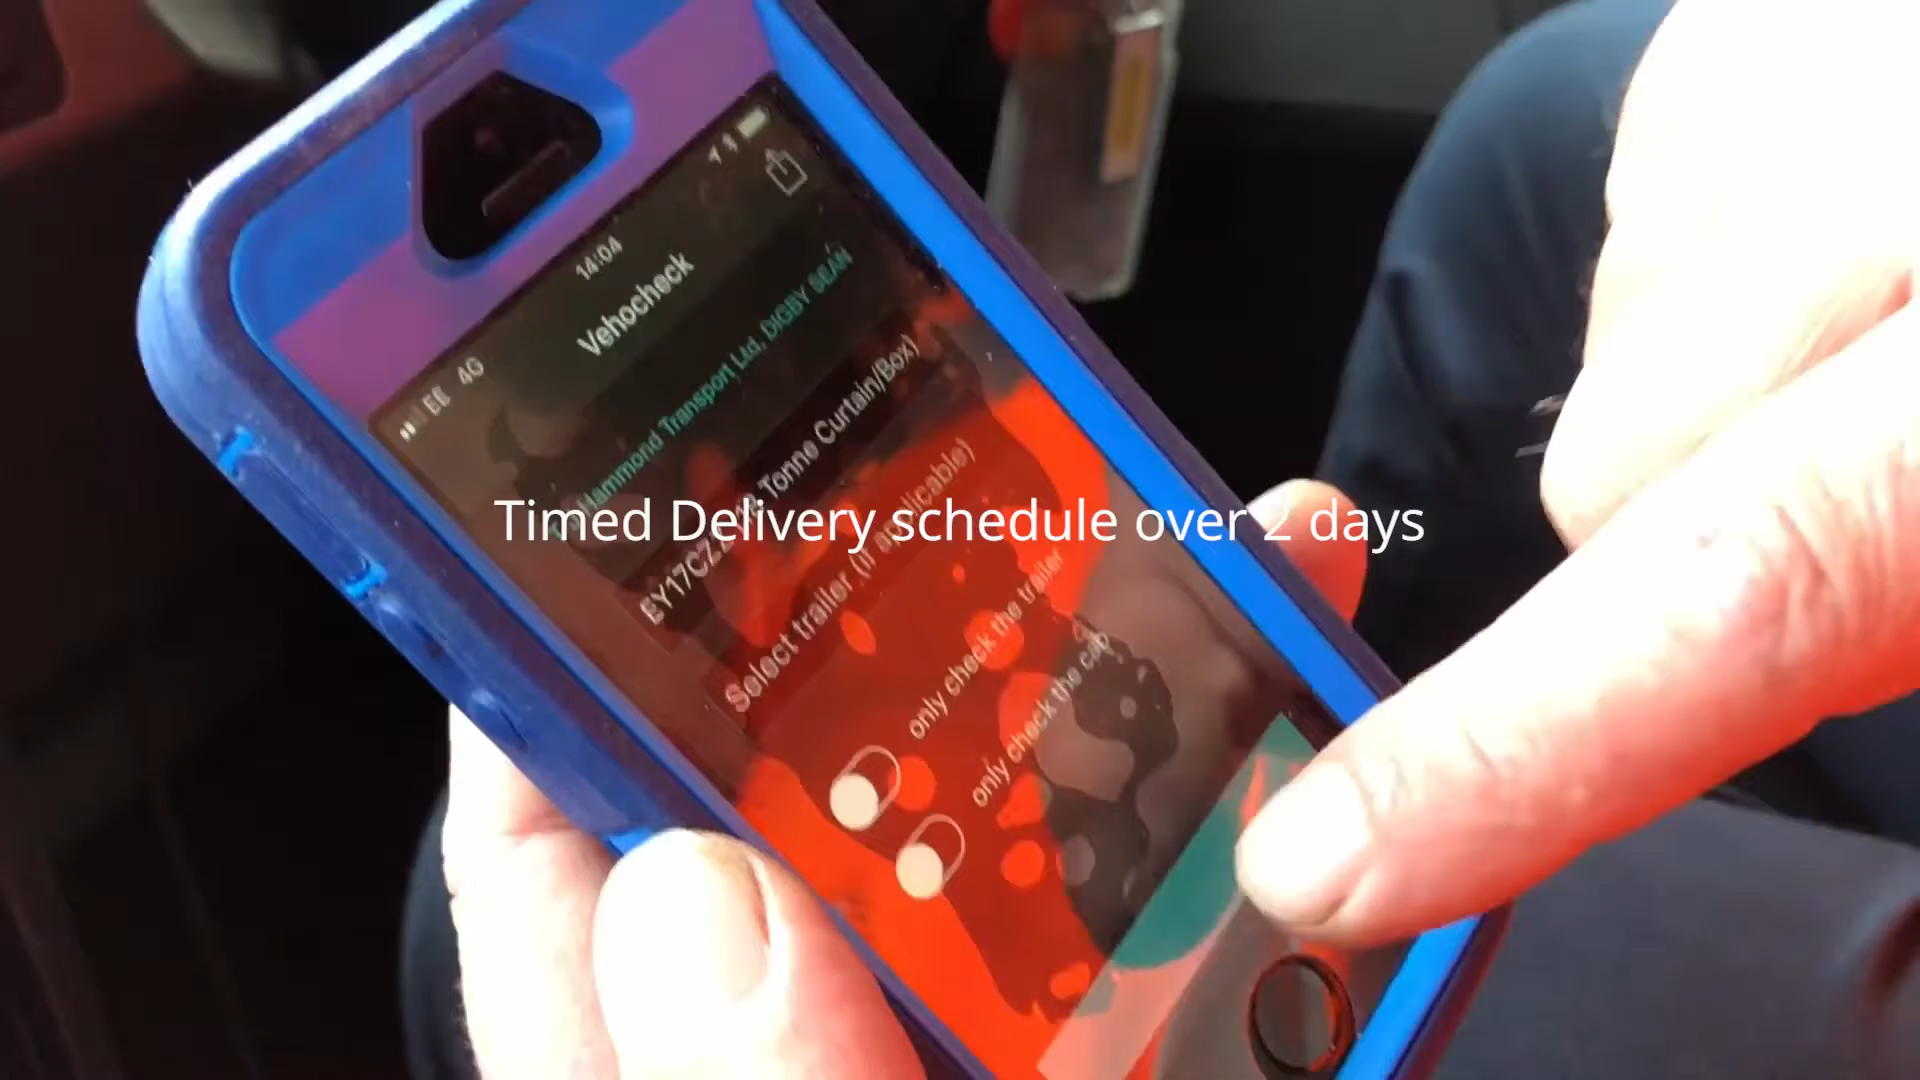 EE 4G 14:04
Vehocheck
Hammond Transport Ltd, DIGBY SEAN
Tonne Curtain/Box)
Select trailer (if applicable)
only check the trailer
only check the cab
Timed Delivery schedule over 2 days